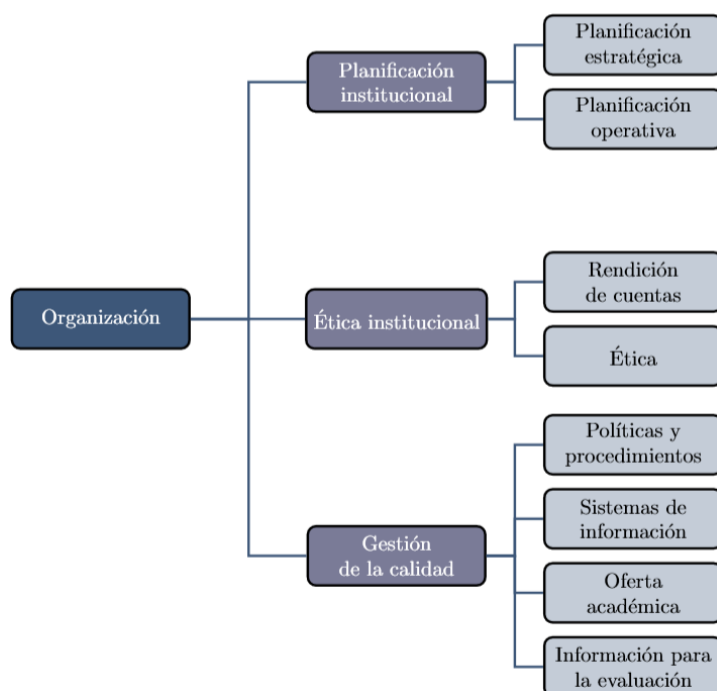 Planificación
estratégica
Planificación
institucional
Planificación
operativa
Rendición
de cuentas
Organización
Ética institucional
Ética
Políticas y
procedimientos
Sistemas de
información
Gestión
de la calidad
Oferta
académica
Información para
la evaluación